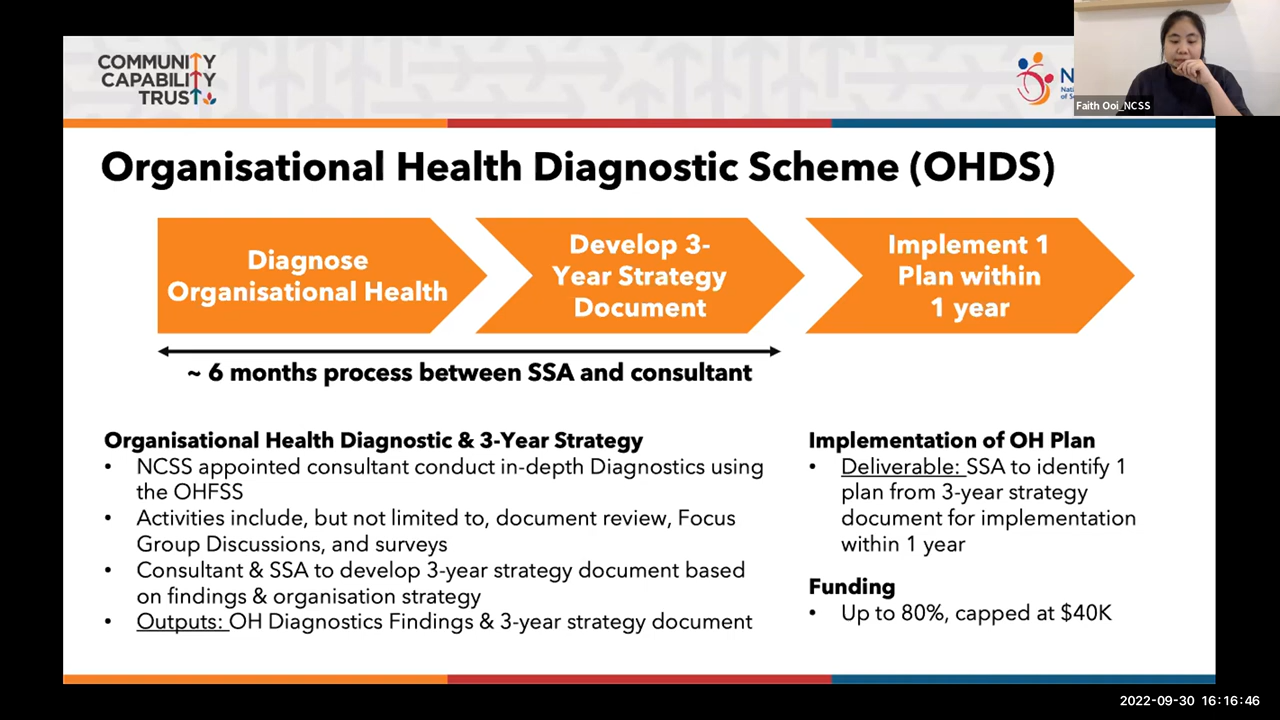 COMMUNITY
CAPABILITY
TRUST
Faith Ooi_NCSS
Organisational Health Diagnostic Scheme (OHDS)
Diagnose
Organisational Health
Develop 3-
Year Strategy
Document
Implement 1
Plan within
1 year
~ 6 months process between SSA and consultant
Organisational Health Diagnostic & 3-Year Strategy
• NCSS appointed consultant conduct in-depth Diagnostics using
the OHFSS
• Activities include, but not limited to, document review, Focus
Group Discussions, and surveys
• Consultant & SSA to develop 3-year strategy document based
on findings & organisation strategy
• Outputs: OH Diagnostics Findings & 3-year strategy document
Implementation of OH Plan
• Deliverable: SSA to identify 1
plan from 3-year strategy
document for implementation
within 1 year
Funding
• Up to 80%, capped at $40K
2022-09-30 16:16:46